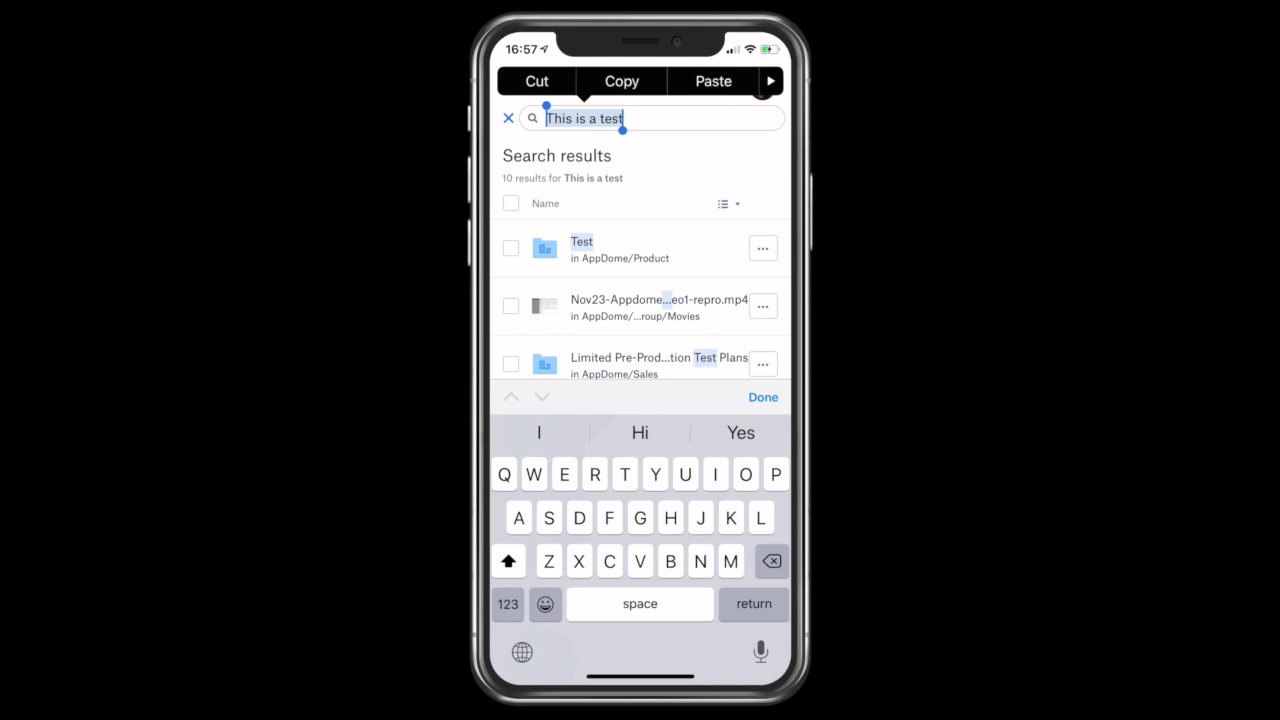 16:57
Cut Copy Paste
This is a test
Search results
10 results for This is a test
Name
Test
in AppDome/Product
Nov23-Appdome...eo1-repro.mp4
in AppDome/...roup/Movies
Limited Pre-Prod...tion Test Plans
in AppDome/Sales
Done
I Hi Yes
Q W E R T Y U I O P
A S D F G H J K L
Z X C V B N M
123 space return